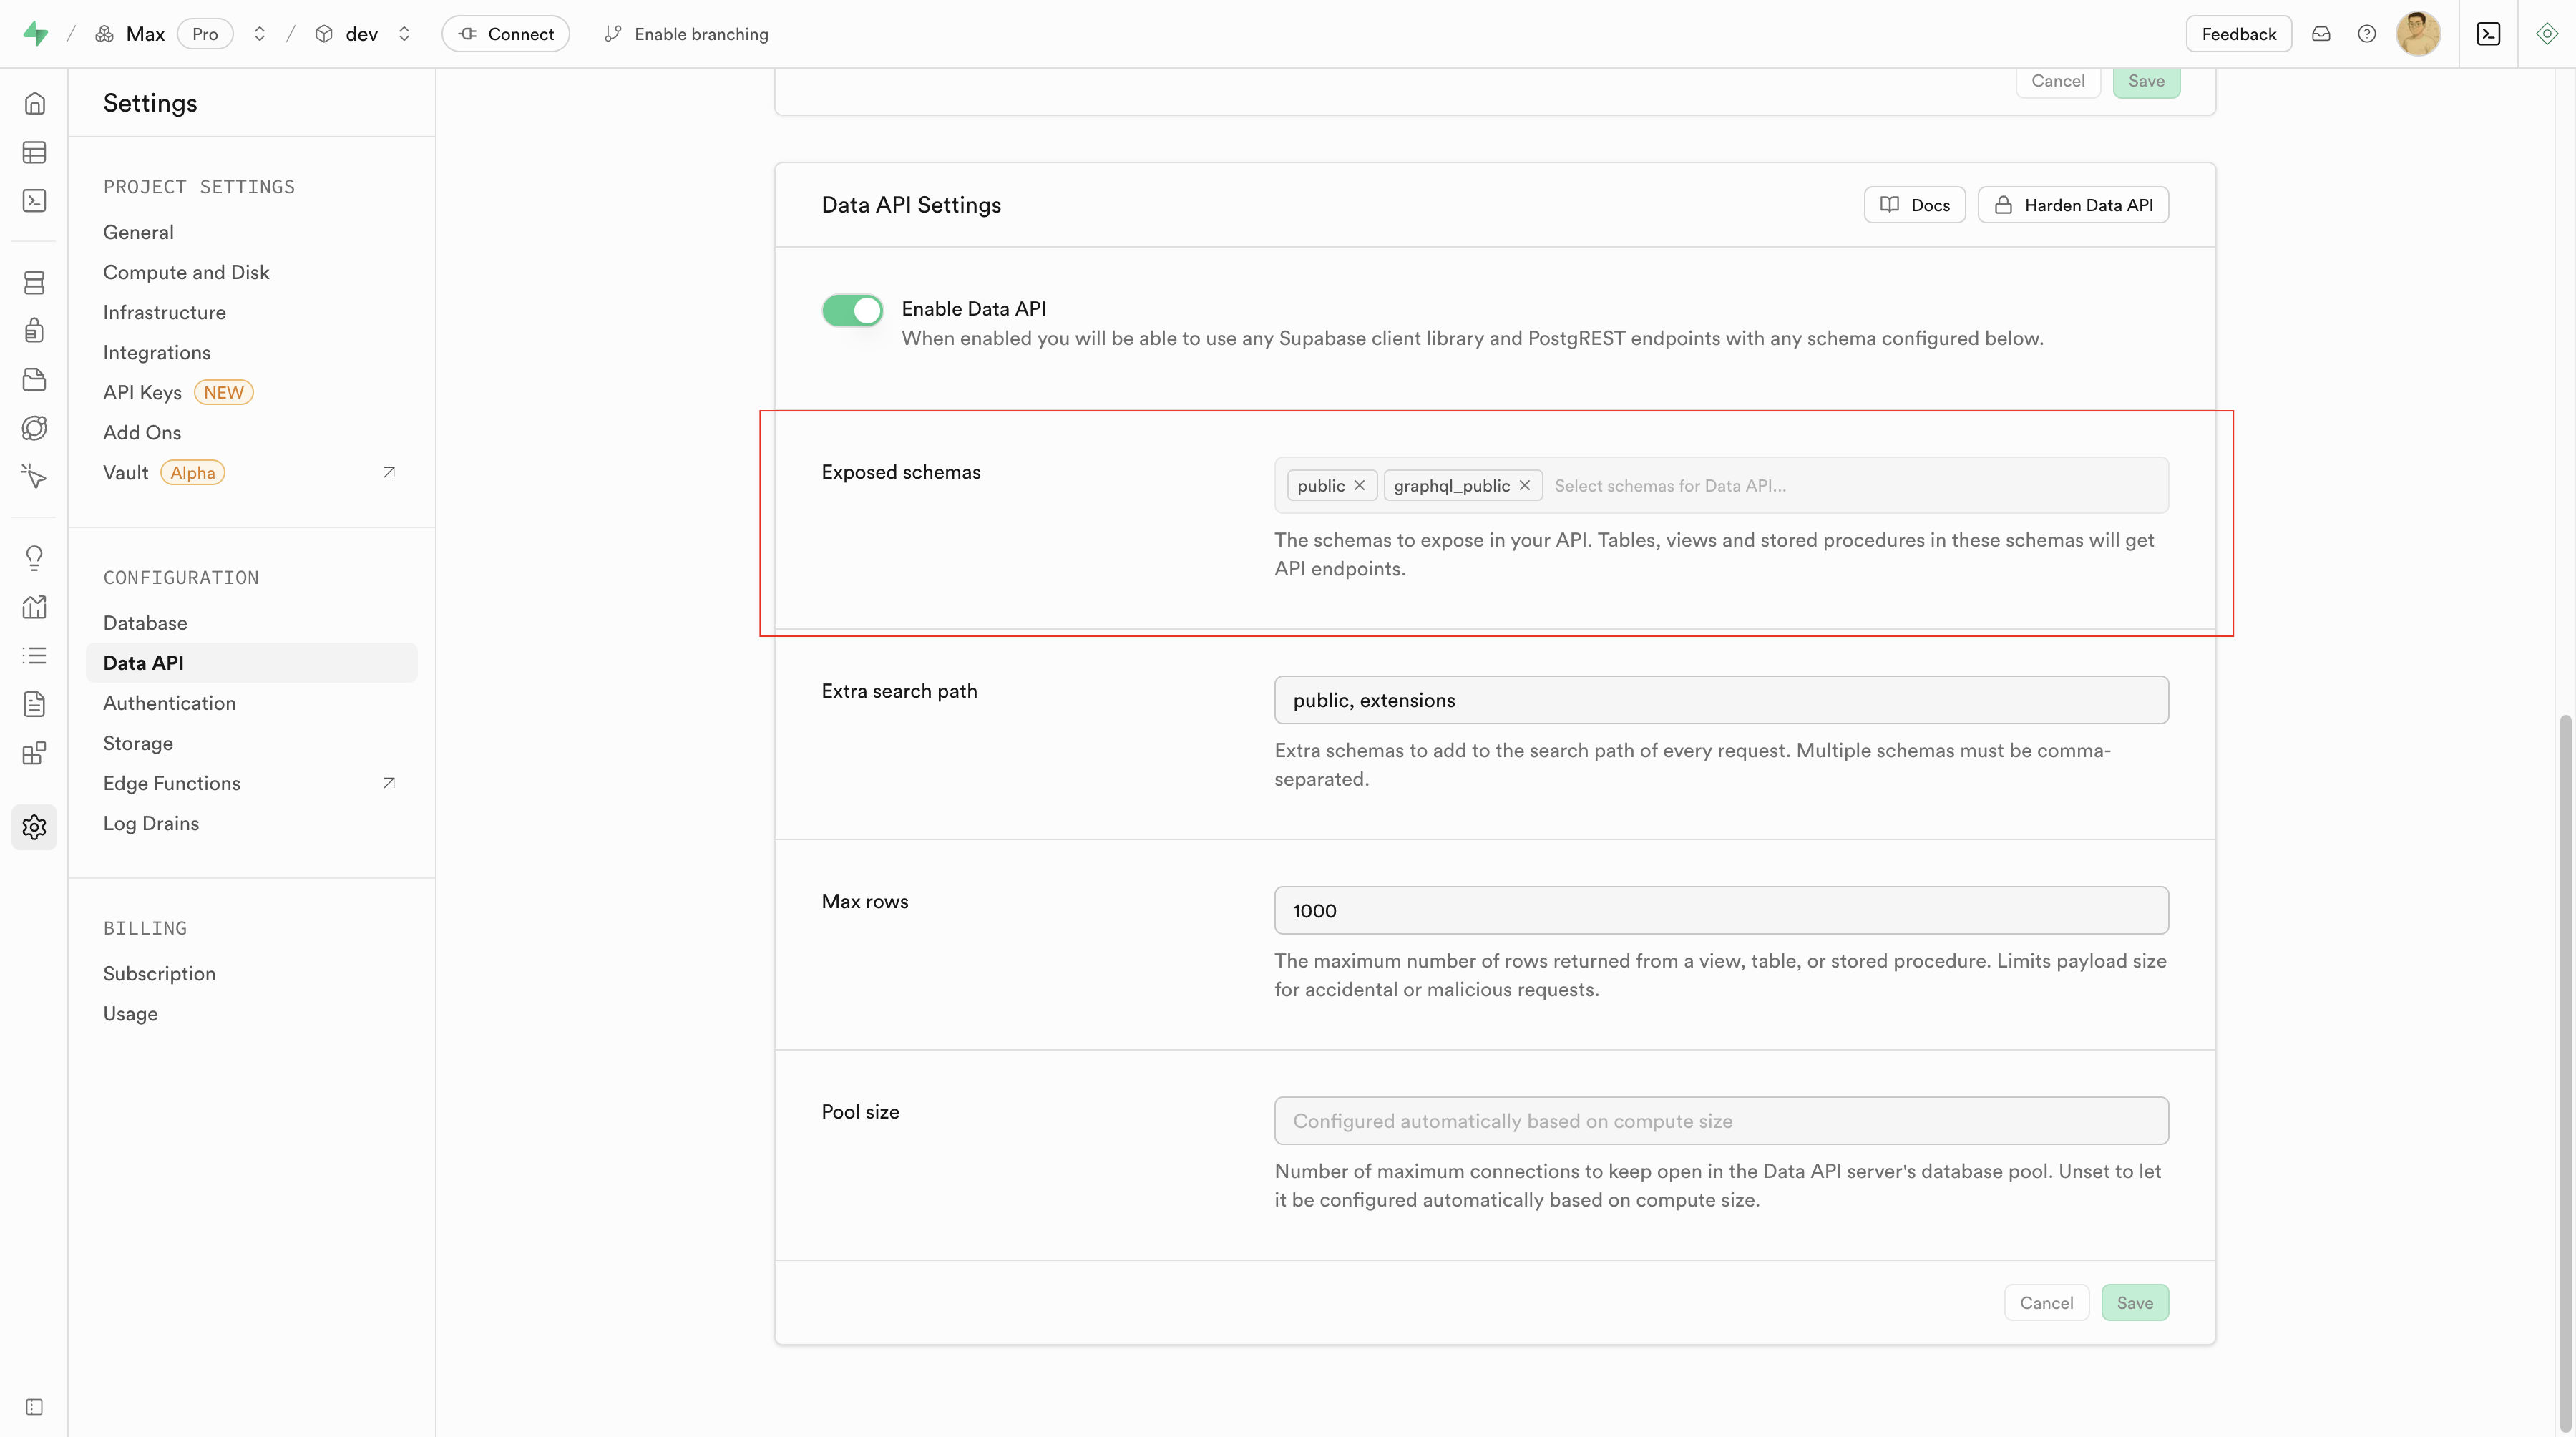 Max
Pro
dev
Connect
Enable branching
Feedback
Settings
PROJECT SETTINGS
General
Compute and Disk
Infrastructure
Integrations
API Keys NEW
Add Ons
Vault Alpha
CONFIGURATION
Database
Data API
Authentication
Storage
Edge Functions
Log Drains
BILLING
Subscription
Usage
Cancel
Save
Data API Settings
Docs
Harden Data API
Enable Data API
When enabled you will be able to use any Supabase client library and PostgREST endpoints with any schema configured below.
Exposed schemas
public
graphql_public
Select schemas for Data API...
The schemas to expose in your API. Tables, views and stored procedures in these schemas will get
API endpoints.
Extra search path
public, extensions
Extra schemas to add to the search path of every request. Multiple schemas must be comma-
separated.
Max rows
1000
The maximum number of rows returned from a view, table, or stored procedure. Limits payload size
for accidental or malicious requests.
Pool size
Configured automatically based on compute size
Number of maximum connections to keep open in the Data API server's database pool. Unset to let
it be configured automatically based on compute size.
Cancel
Save